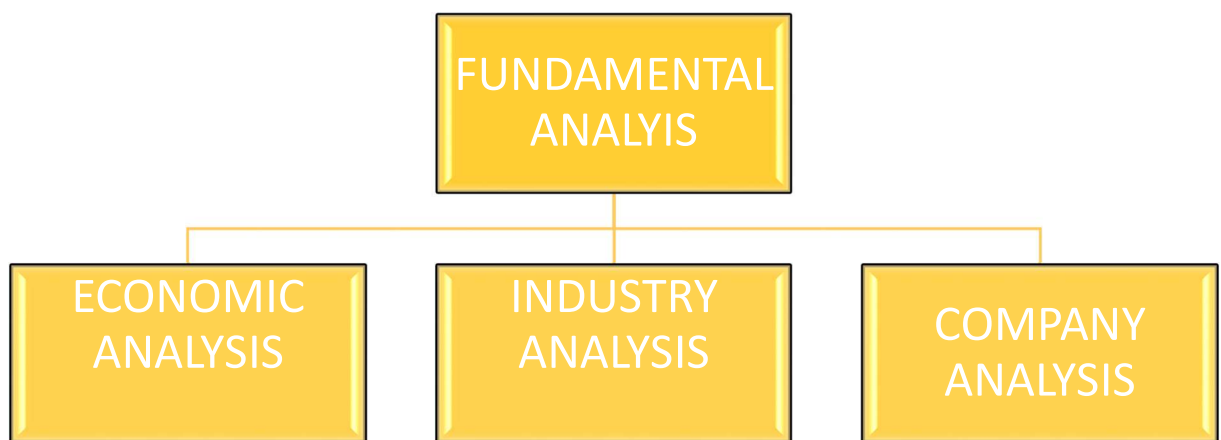 FUNDAMENTAL
ANALYIS
ECONOMIC
ANALYSIS
INDUSTRY
ANALYSIS
COMPANY
ANALYSIS